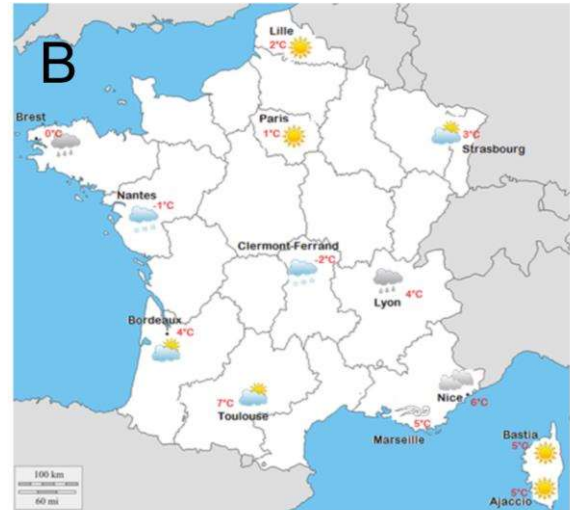 B
Lille
2°C
Paris
1°C
Brest
0°C
3°C
Strasbourg
Nantes
-1°C
Clermont-Ferrand
-2°C
4°C
Lyon
Bordeaux
4°C
7°C
Toulouse
Nice
6°C
5°C
Marseille
Bastia
5°C
5°C
Ajaccio
100 km
60 mi